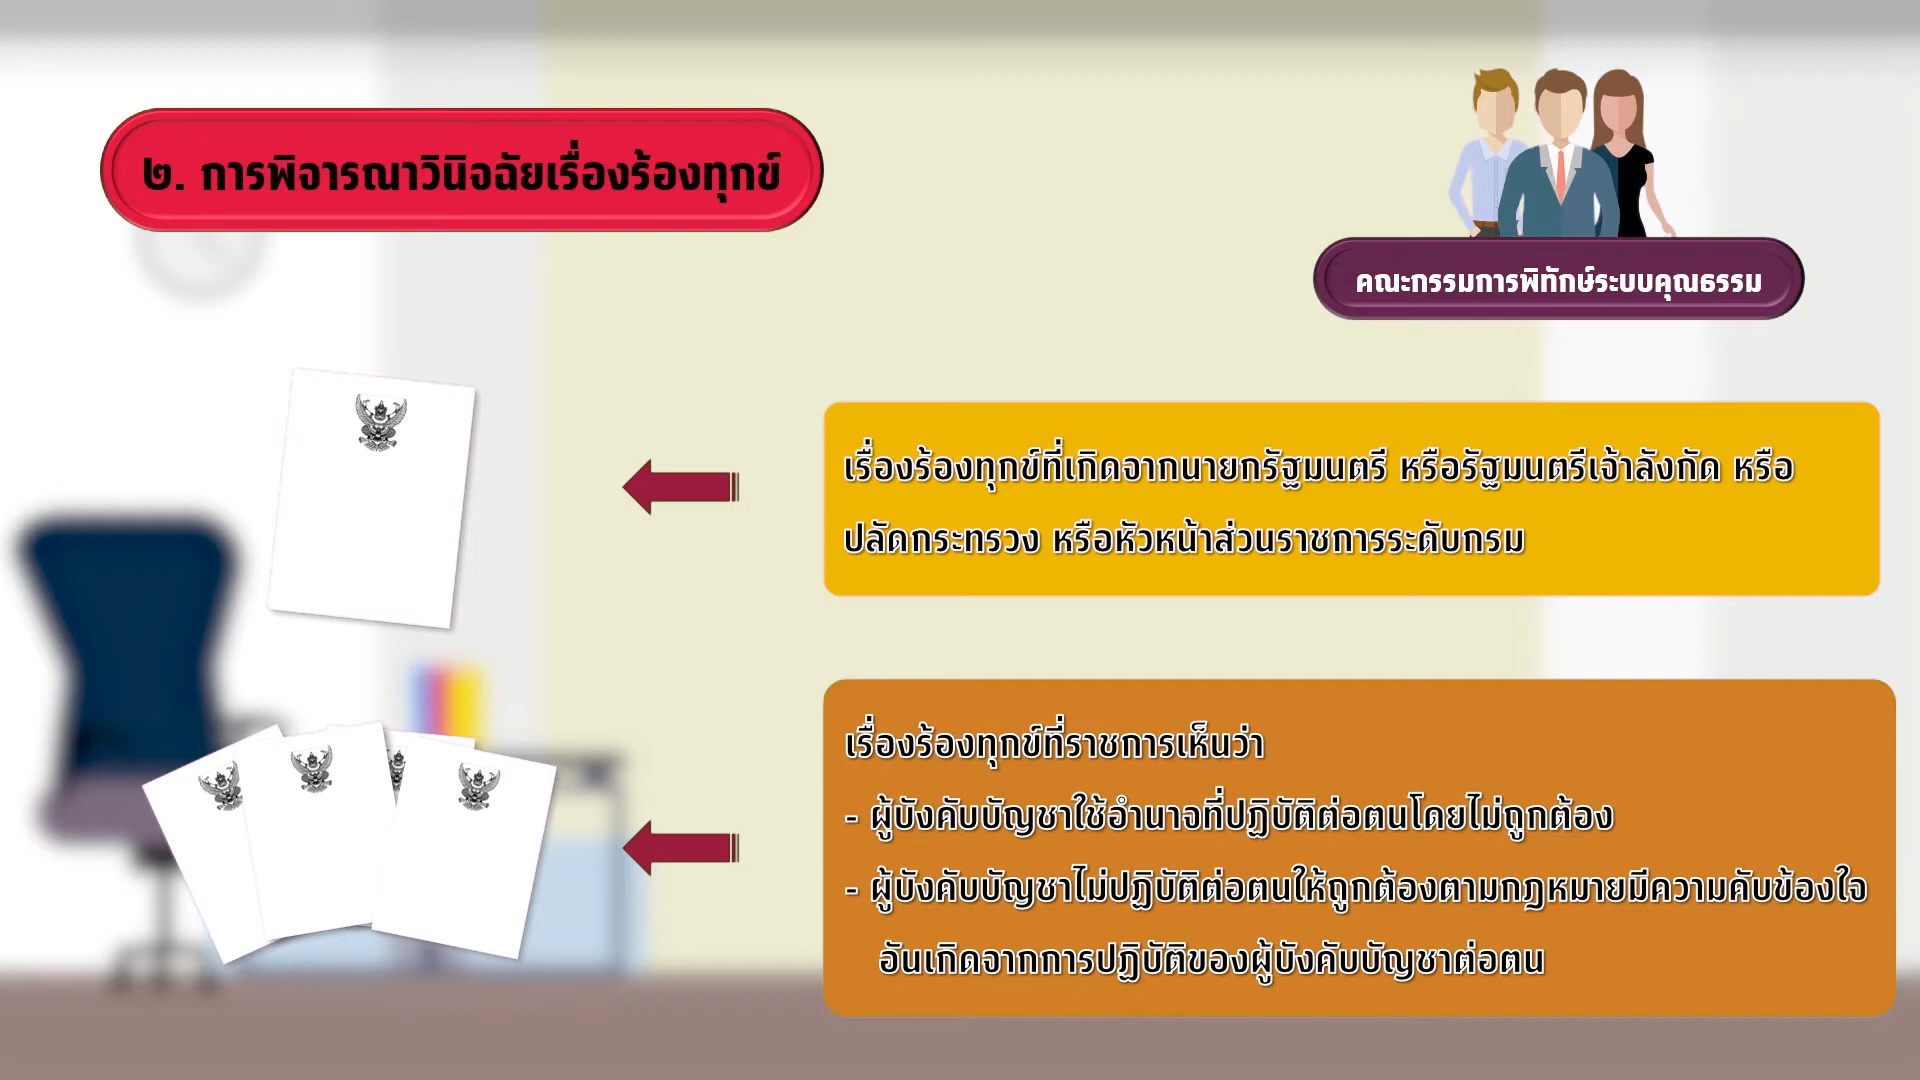 ๒. การพิจารณาวินิจฉัยเรื่องร้องทุกข์
คณะกรรมการพิทักษ์ระบบคุณธรรม
เรื่องร้องทุกข์ที่เกิดจากนายกรัฐมนตรี หรือรัฐมนตรีเจ้าสังกัด หรือ
ปลัดกระทรวง หรือหัวหน้าส่วนราชการระดับกรม
เรื่องร้องทุกข์ที่ราชการเห็นว่า
- ผู้บังคับบัญชาใช้อำนาจที่ปฏิบัติต่อตนโดยไม่ถูกต้อง
- ผู้บังคับบัญชาไม่ปฏิบัติต่อตนให้ถูกต้องตามกฎหมายมีความคับข้องใจ
อันเกิดจากการปฏิบัติของผู้บังคับบัญชาต่อตน